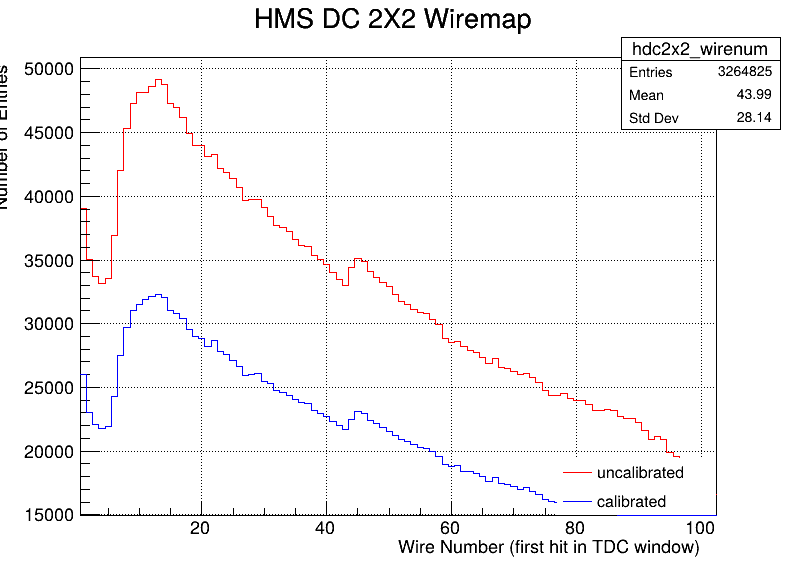 HMS DC 2X2 Wiremap
hdc2x2_wirenum
Entries 3264825
Mean 43.99
Std Dev 28.14
Number of Entries
50000
45000
40000
35000
30000
25000
20000
15000
uncalibrated
calibrated
20 40 60 80 100
Wire Number (first hit in TDC window)